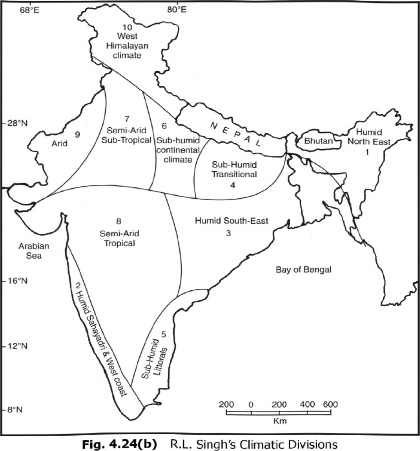 68°E
80°E
10
West
Himalayan
climate
28°N
7
Semi-Arid
Sub-Tropical
6
Sub-humid
continental
climate
NEPAL
Arid 9
Sub-Humid
Transitional
4
Bhutan
Humid
North East
1
8
Semi-Arid
Tropical
Humid South-East
3
Arabian
Sea
16°N
Bay of Bengal
2 Humid Sahayadri & West coast
5
Sub-Humid
Littorals
12°N
8°N
200 0 200 400 600
Km
Fig. 4.24(b) R.L. Singh's Climatic Divisions